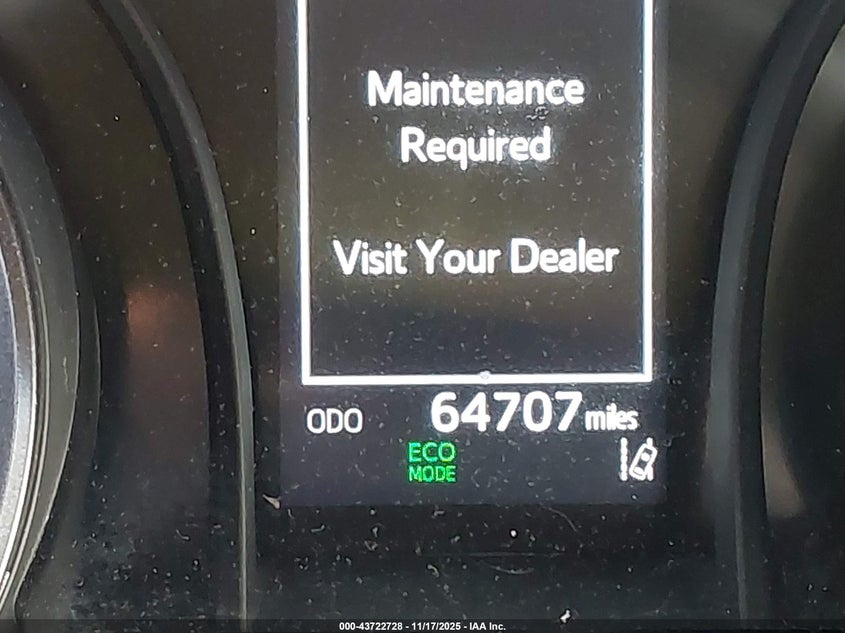 Maintenance
Required
Visit Your Dealer
ODO 64707 miles
ECO
MODE
000-43722728 - 11/17/2025 - IAA Inc.